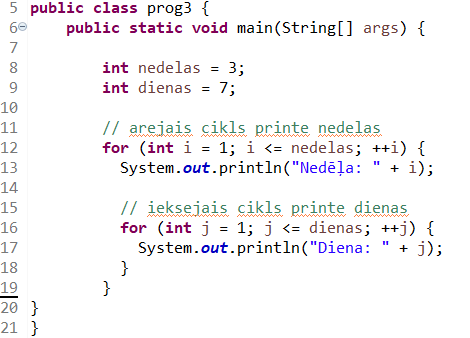 5 public class prog3 {
6 public static void main(String[] args) {
7
8 int nedelas = 3;
9 int dienas = 7;
10
11 // arejais cikls printe nedelas
12 for (int i = 1; i <= nedelas; ++i) {
13 System.out.println("Nedēļa: " + i);
14
15 // ieksejais cikls printe dienas
16 for (int j = 1; j <= dienas; ++j) {
17 System.out.println("Diena: " + j);
18 }
19 }
20 }
21 }